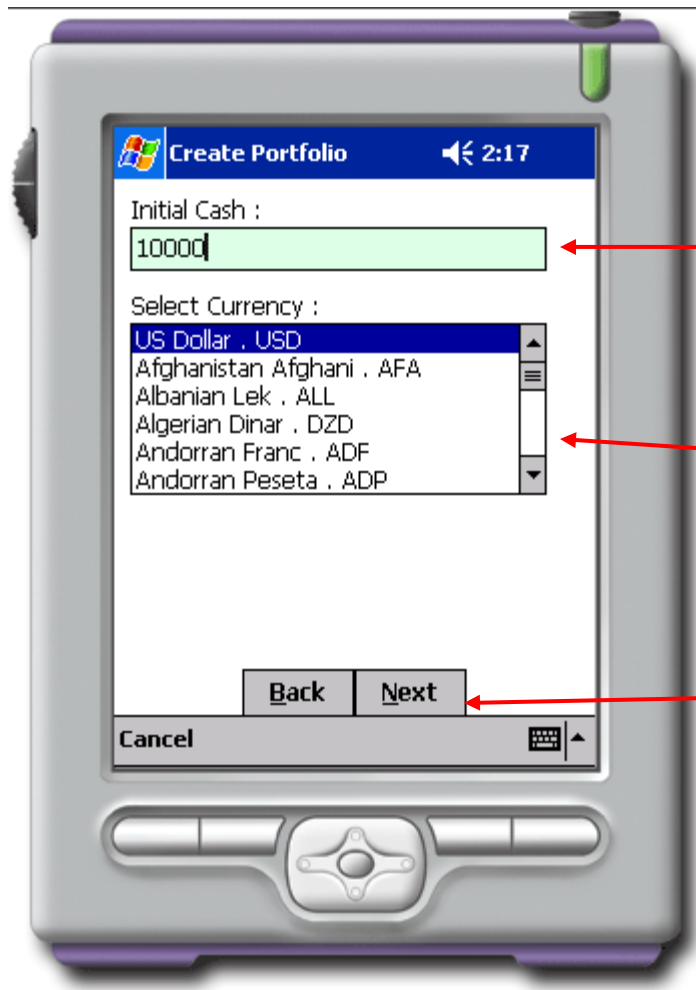 Create Portfolio 2:17
Initial Cash :
10000
Select Currency :
US Dollar . USD
Afghanistan Afghani . AFA
Albanian Lek . ALL
Algerian Dinar . DZD
Andorran Franc . ADF
Andorran Peseta . ADP
Back Next
Cancel